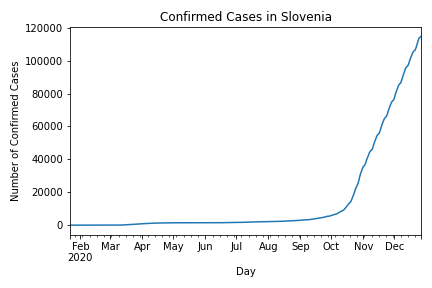 Confirmed Cases in Slovenia
120000
100000
80000
60000
40000
20000
0
Number of Confirmed Cases
Feb Mar Apr May Jun Jul Aug Sep Oct Nov Dec
2020
Day